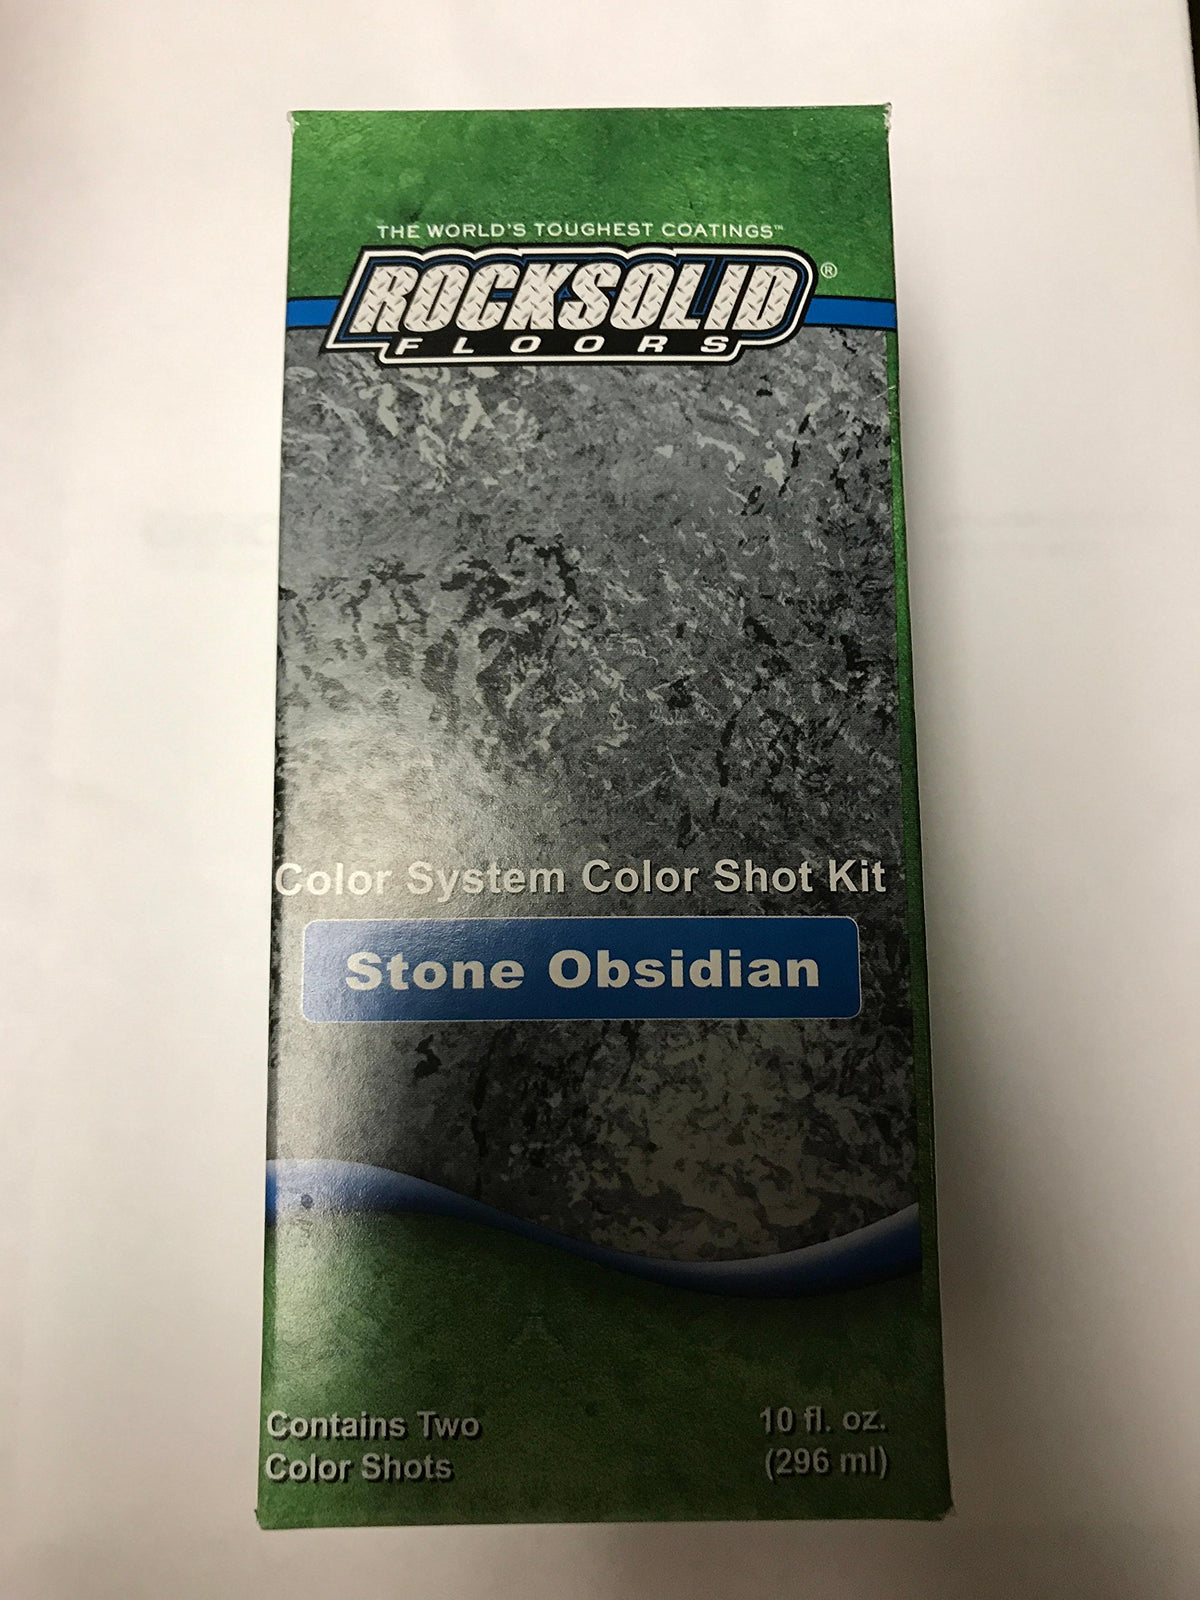 THE WORLD'S TOUGHEST COATINGS™
ROCKSOLID®
FLOORS
Color System Color Shot Kit
Stone Obsidian
Contains Two
Color Shots
10 fl. oz.
(296 ml)